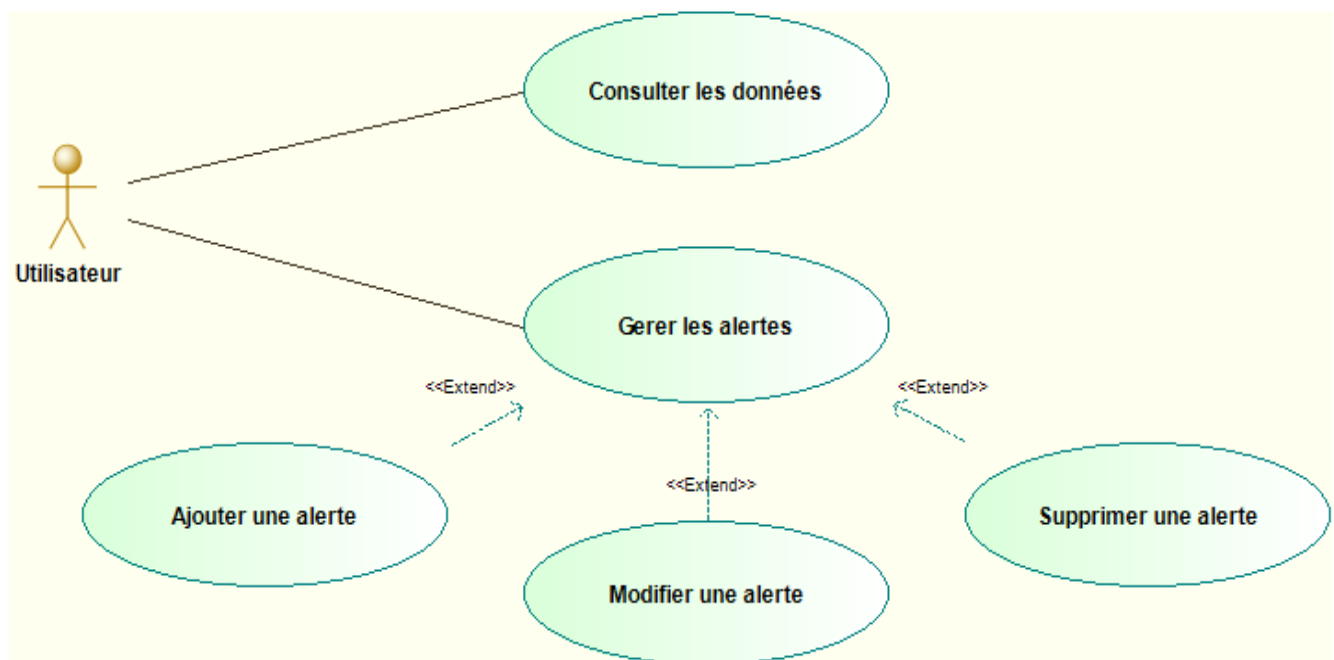 Consulter les données
Utilisateur
Gerer les alertes
<<Extend>>
<<Extend>>
<<Extend>>
Ajouter une alerte
Supprimer une alerte
Modifier une alerte